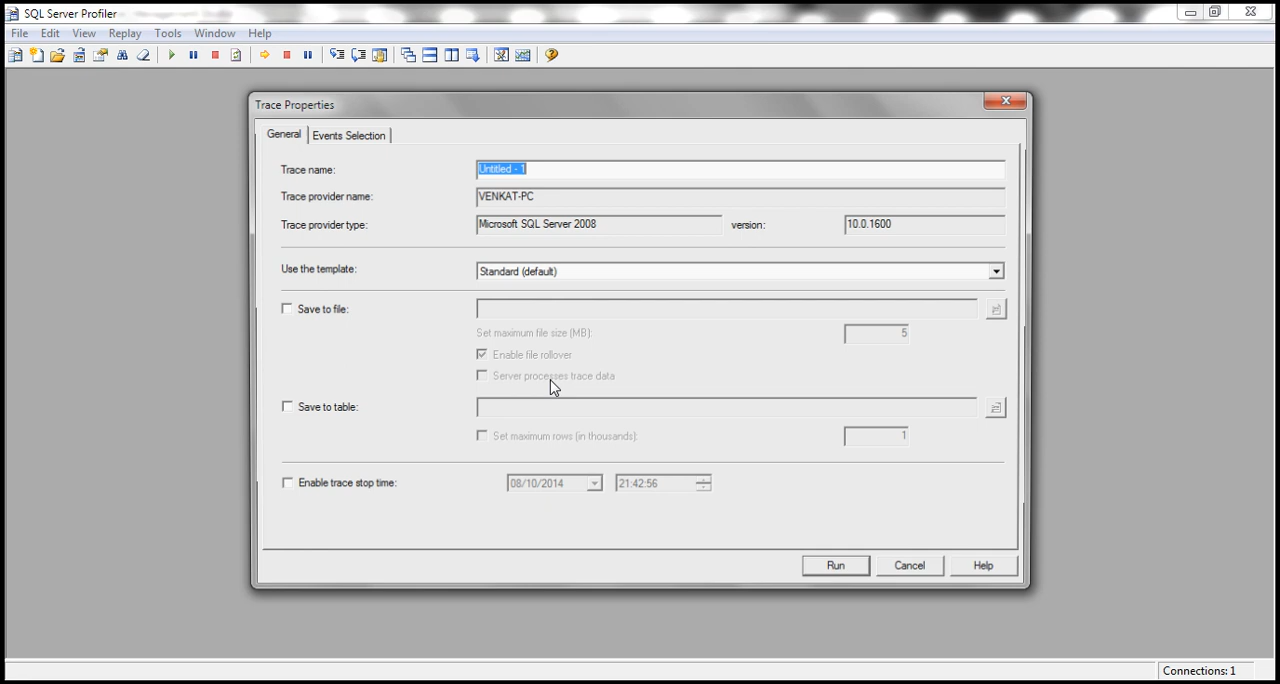 SQL Server Profiler
File Edit View Replay Tools Window Help
Trace Properties
General Events Selection
Trace name: Untitled - 1
Trace provider name: VENKAT-PC
Trace provider type: Microsoft SQL Server 2008 version: 10.0.1600
Use the template: Standard (default)
Save to file:
Set maximum file size (MB): 5
Enable file rollover
Server processes trace data
Save to table:
Set maximum rows (in thousands): 1
Enable trace stop time: 08/10/2014 21:42:56
Run Cancel Help
Connections: 1